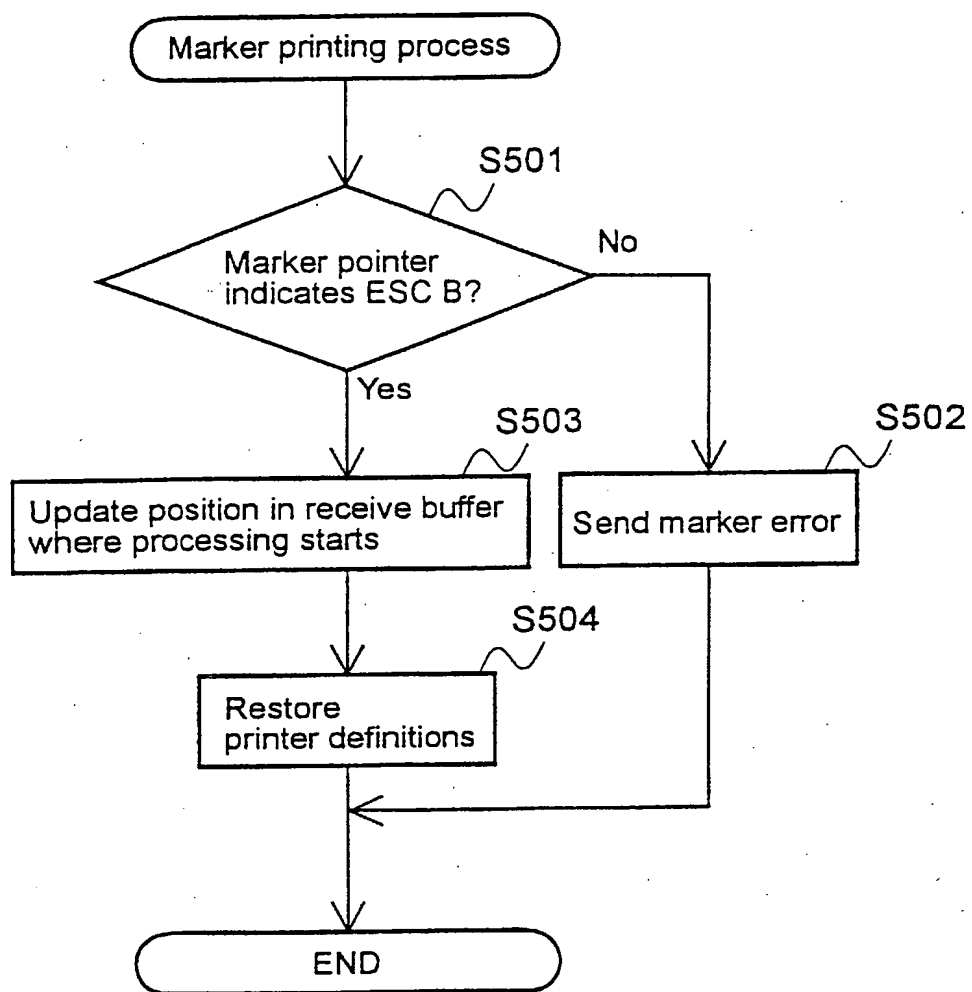 Marker printing process
S501
Marker pointer
indicates ESC B?
No
Yes
S503
S502
Update position in receive buffer
where processing starts
Send marker error
S504
Restore
printer definitions
END